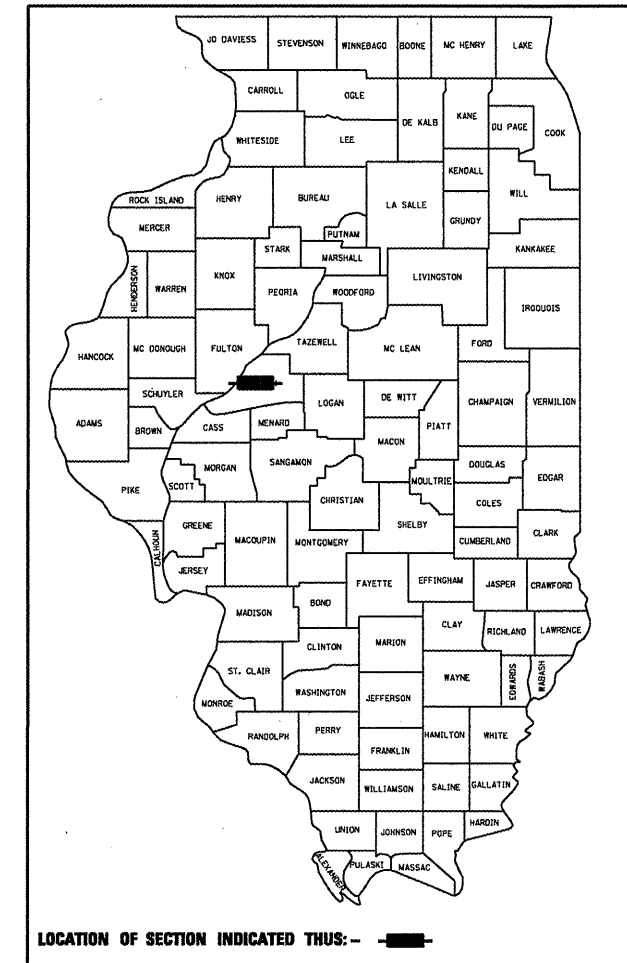 JO DAVIESS STEVENSON WINNEBAGO BOONE MC HENRY LAKE
CARROLL OGLE DE KALB KANE DU PAGE COOK
WHITESIDE LEE KENDALL WILL
ROCK ISLAND HENRY BUREAU LA SALLE GRUNDY
MERCER STARK PUTNAM MARSHALL KANKAKEE
HENDERSON WARREN KNOX PEORIA WOODFORD LIVINGSTON IROQUOIS
HANCOCK MC DONOUGH FULTON TAZEWELL MC LEAN FORD
ADAMS SCHUYLER BROWN CASS MENARD LOGAN DE WITT PIATT CHAMPAIGN VERMILION
PIKE SCOTT MORGAN SANGAMON MACON MOULTRIE DOUGLAS EDGAR
CHRISTIAN SHELBY COLES
CALHOUN GREENE MACOUPIN MONTGOMERY CUMBERLAND CLARK
JERSEY FAYETTE EFFINGHAM JASPER CRAWFORD
MADISON BOND CLAY RICHLAND LAWRENCE
CLINTON MARION
ST. CLAIR WASHINGTON JEFFERSON WAYNE EDWARDS WABASH
MONROE RANDOLPH PERRY FRANKLIN HAMILTON WHITE
JACKSON WILLIAMSON SALINE GALLATIN
UNION JOHNSON POPE HARDIN
ALEXANDER PULASKI MASSAC
LOCATION OF SECTION INDICATED THUS: –